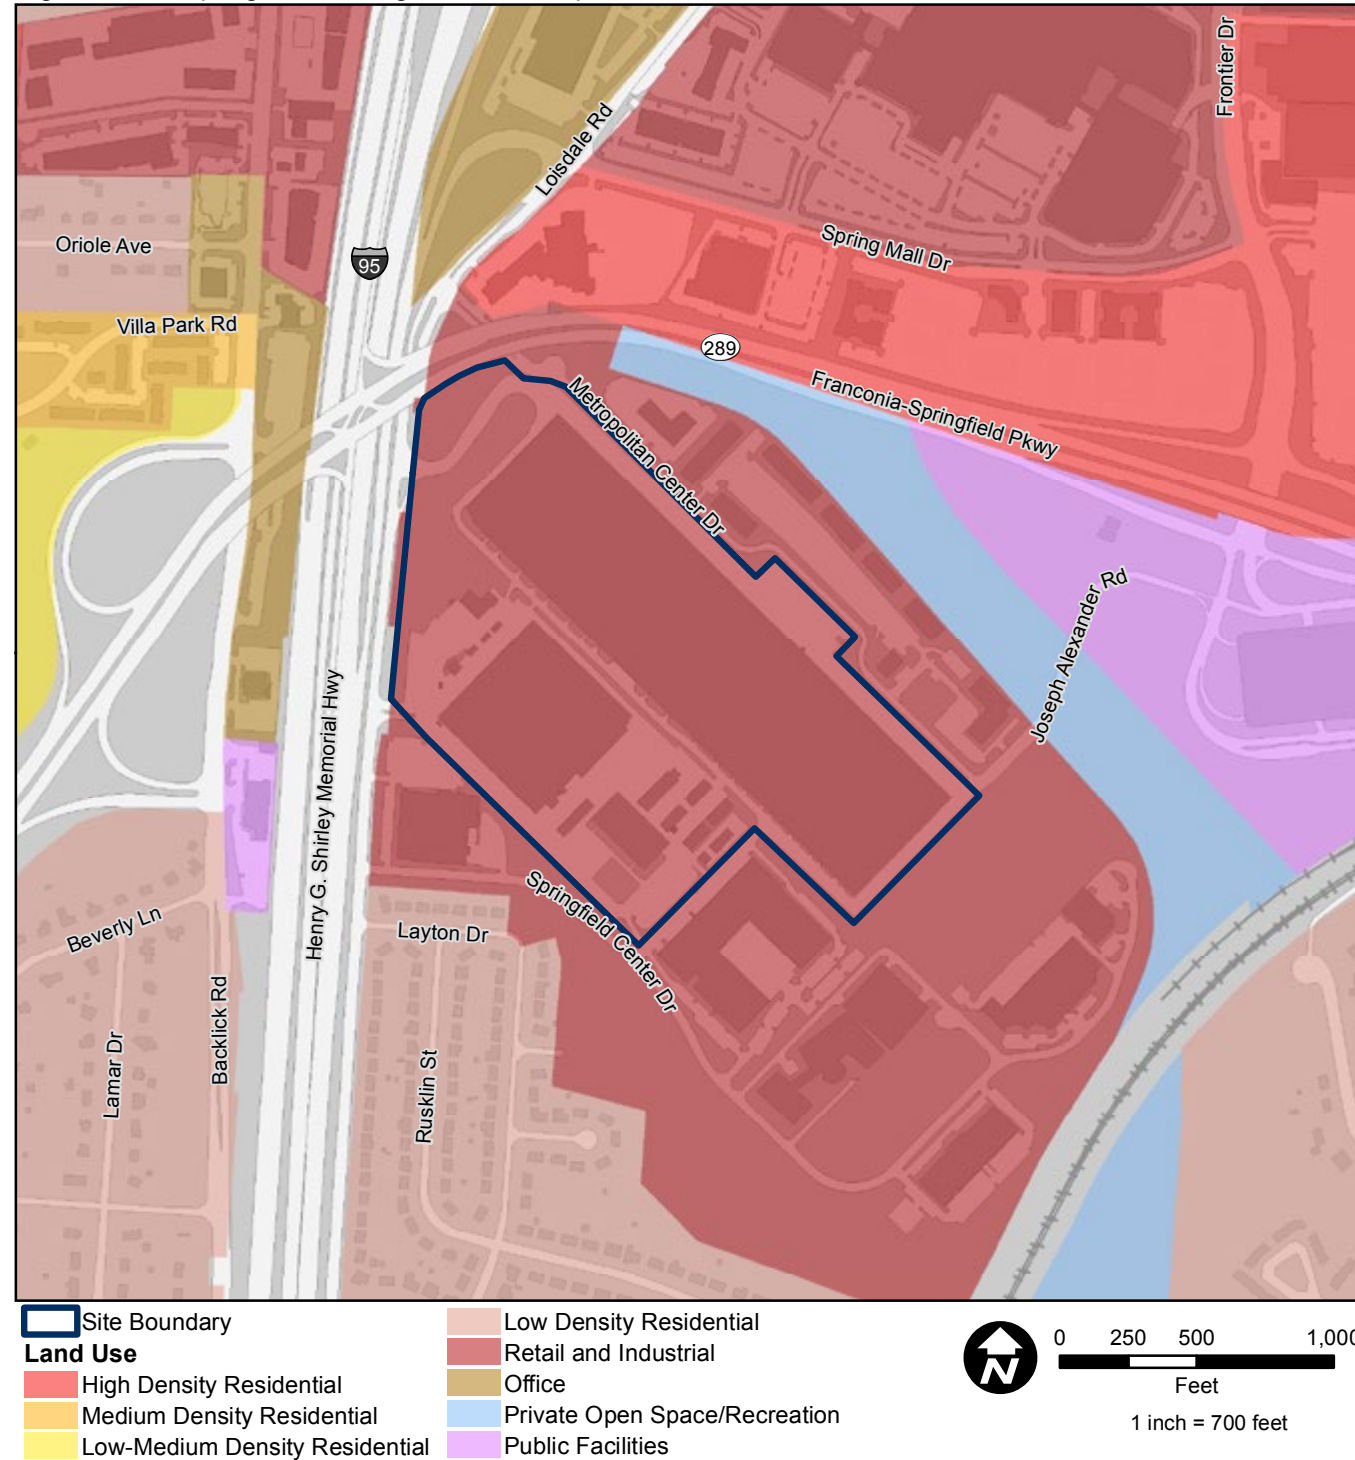 Frontier Dr
Loisdale Rd
Oriole Ave
Spring Mall Dr
95
Villa Park Rd
289
Metropolitan Center Dr
Franconia-Springfield Pkwy
Joseph Alexander Rd
Henry G. Shirley Memorial Hwy
Springfield Center Dr
Beverly Ln
Layton Dr
Backlick Rd
Lamar Dr
Rusklin St
Site Boundary
Land Use
High Density Residential
Medium Density Residential
Low-Medium Density Residential
Low Density Residential
Retail and Industrial
Office
Private Open Space/Recreation
Public Facilities
N
0 250 500 1,000
Feet
1 inch = 700 feet